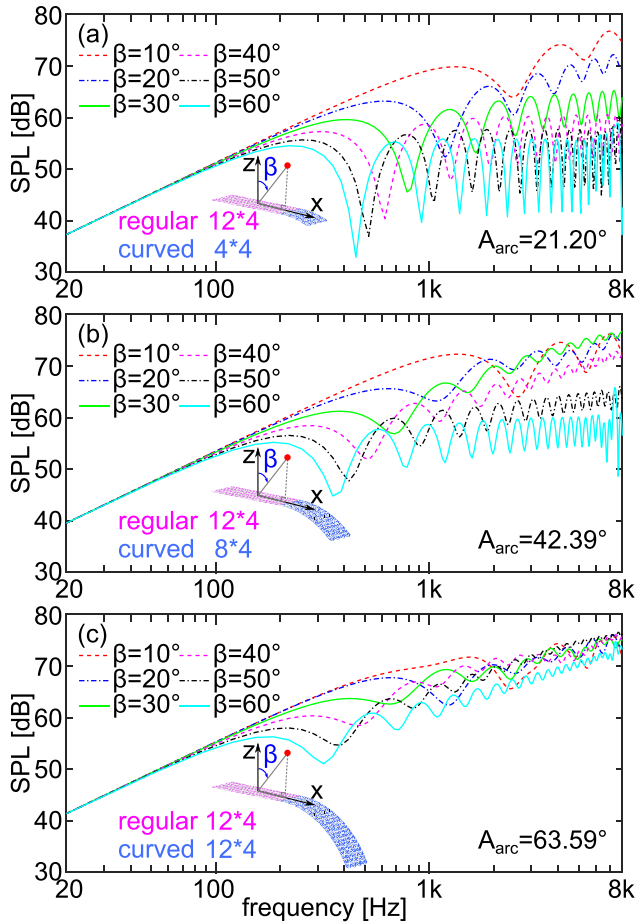 (a)
β=10° β=40°
β=20° β=50°
β=30° β=60°
SPL [dB]
80
70
60
50
40
30
z β x
regular 12*4
curved 4*4
A_arc=21.20°
20 100 1k 8k
(b)
β=10° β=40°
β=20° β=50°
β=30° β=60°
SPL [dB]
80
70
60
50
40
30
z β x
regular 12*4
curved 8*4
A_arc=42.39°
20 100 1k 8k
(c)
β=10° β=40°
β=20° β=50°
β=30° β=60°
SPL [dB]
80
70
60
50
40
30
z β x
regular 12*4
curved 12*4
A_arc=63.59°
20 100 1k 8k
frequency [Hz]